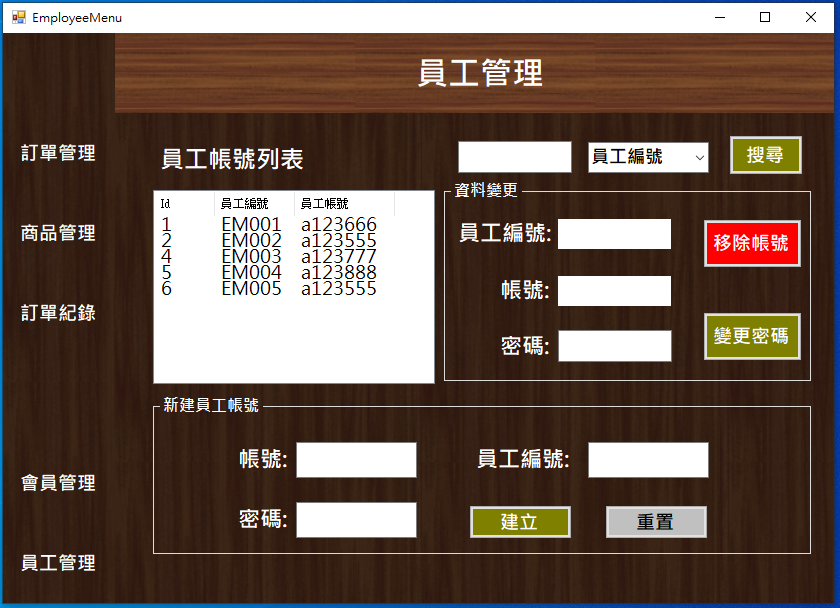 EmployeeMenu
員工管理
訂單管理
商品管理
訂單紀錄
會員管理
員工管理
員工帳號列表
員工編號
搜尋
Id 員工編號 員工帳號
1 EM001 a123666
2 EM002 a123555
4 EM003 a123777
5 EM004 a123888
6 EM005 a123555
資料變更
員工編號:
移除帳號
帳號:
密碼:
變更密碼
新建員工帳號
帳號:
員工編號:
密碼:
建立
重置